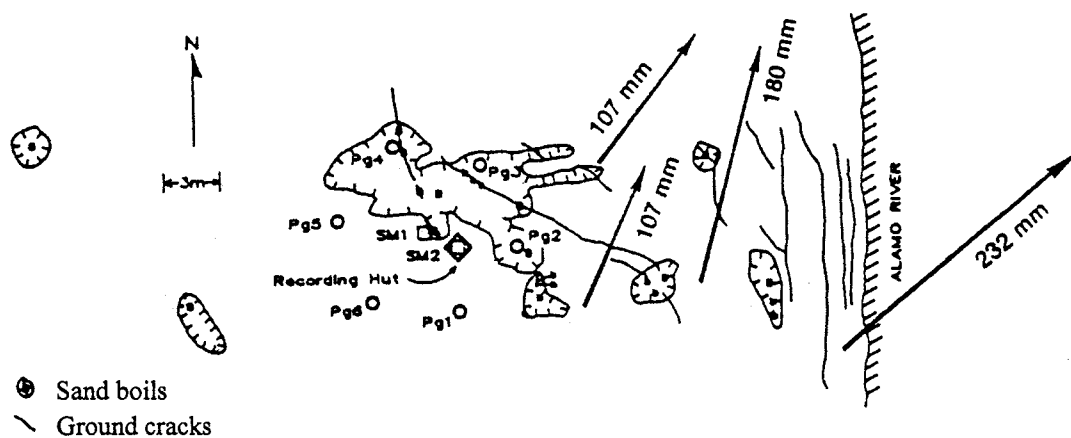 N
3m
107 mm
180 mm
107 mm
232 mm
Pg4
Pg3
Pg5
SM1
SM2
Pg2
Recording Hut
Pg6
Pg1
ALAMO RIVER
Sand boils
Ground cracks